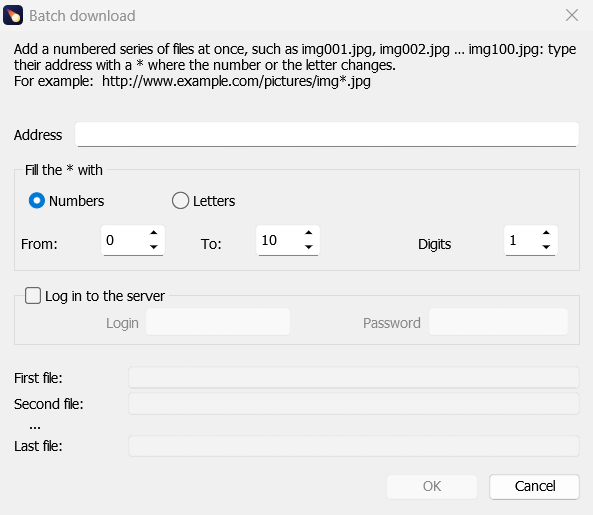 Batch download
Add a numbered series of files at once, such as img001.jpg, img002.jpg ... img100.jpg: type
their address with a * where the number or the letter changes.
For example: http://www.example.com/pictures/img*.jpg
Address
Fill the * with
Numbers Letters
From: 0 To: 10 Digits 1
Log in to the server
Login Password
First file:
Second file:
...
Last file:
OK Cancel